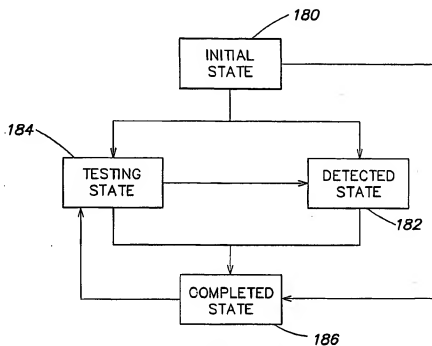 180
INITIAL
STATE
184
TESTING
STATE
DETECTED
STATE
182
COMPLETED
STATE
186